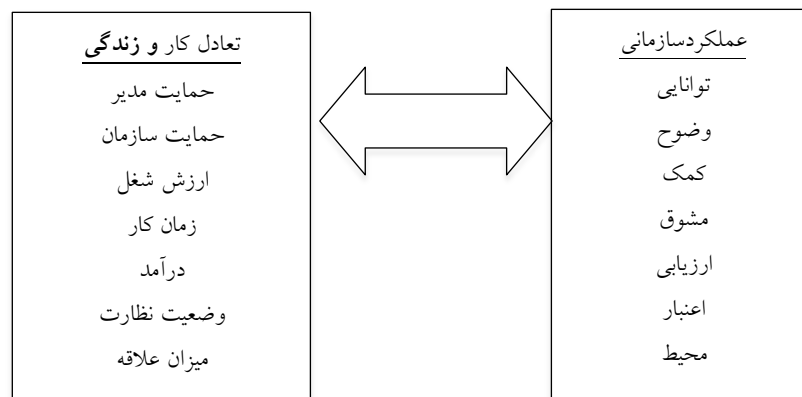 عملکردسازمانی
توانایی
وضوح
کمک
مشوق
ارزیابی
اعنبار
محیط
تعادل کار و زندگی
حمایت مدیر
حمایت سازمان
ارزش شغل
زمان کار
درآمد
وضعیت نظارت
میزان علاقه